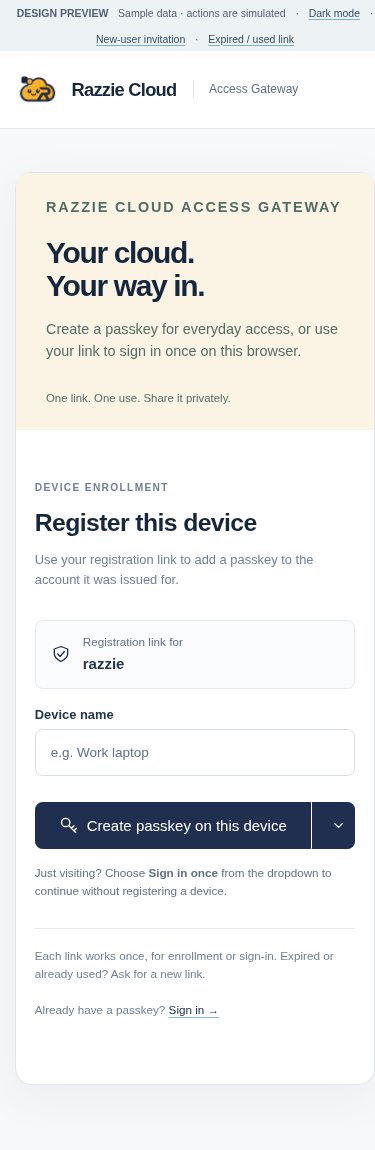 DESIGN PREVIEW Sample data · actions are simulated · Dark mode ·
New-user invitation · Expired / used link
Razzie Cloud Access Gateway
RAZZIE CLOUD ACCESS GATEWAY
Your cloud.
Your way in.
Create a passkey for everyday access, or use
your link to sign in once on this browser.
One link. One use. Share it privately.
DEVICE ENROLLMENT
Register this device
Use your registration link to add a passkey to the
account it was issued for.
Registration link for
razzie
Device name
e.g. Work laptop
Create passkey on this device
Just visiting? Choose Sign in once from the dropdown to
continue without registering a device.
Each link works once, for enrollment or sign-in. Expired or
already used? Ask for a new link.
Already have a passkey? Sign in →